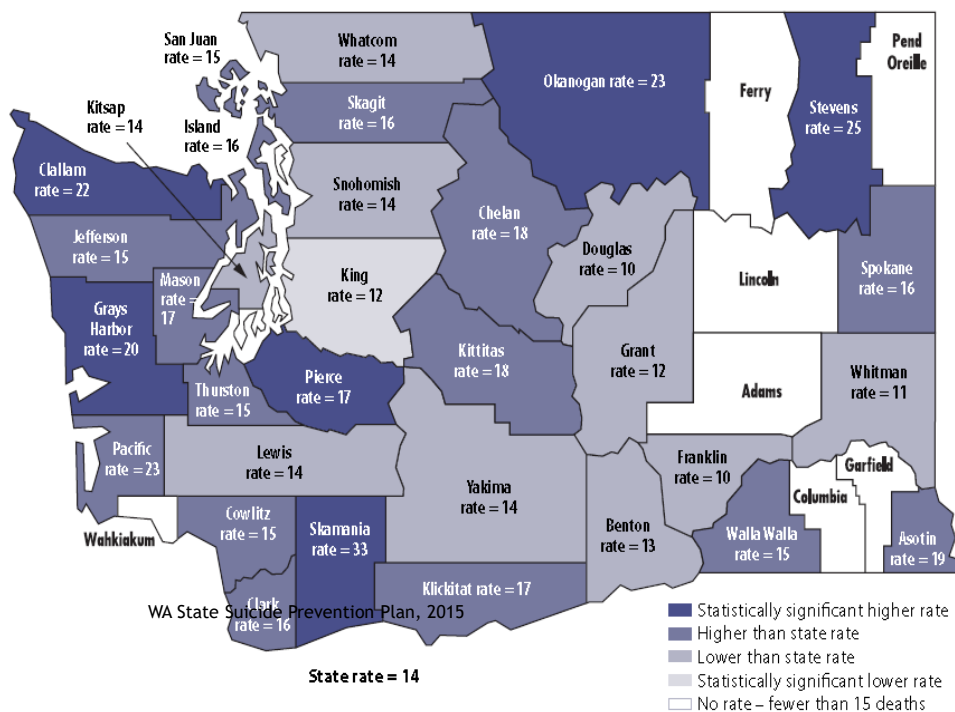 San Juan
rate = 15
Whatcom
rate = 14
Okanogan rate = 23
Ferry
Pend
Oreille
Stevens
rate = 25
Kitsap
rate = 14
Island
rate = 16
Skagit
rate = 16
Clallam
rate = 22
Snohomish
rate = 14
Chelan
rate = 18
Jefferson
rate = 15
Mason
rate =
17
King
rate = 12
Douglas
rate = 10
Lincoln
Spokane
rate = 16
Grays
Harbor
rate = 20
Kittitas
rate = 18
Grant
rate = 12
Pierce
rate = 17
Thurston
rate = 15
Adams
Whitman
rate = 11
Pacific
rate = 23
Lewis
rate = 14
Yakima
rate = 14
Franklin
rate = 10
Garfield
Columbia
Wahkiakum
Cowlitz
rate = 15
Skamania
rate = 33
Benton
rate = 13
Walla Walla
rate = 15
Asotin
rate = 19
Klickitat rate = 17
Clark
rate = 16
WA State Suicide Prevention Plan, 2015
State rate = 14
Statistically significant higher rate
Higher than state rate
Lower than state rate
Statistically significant lower rate
No rate – fewer than 15 deaths